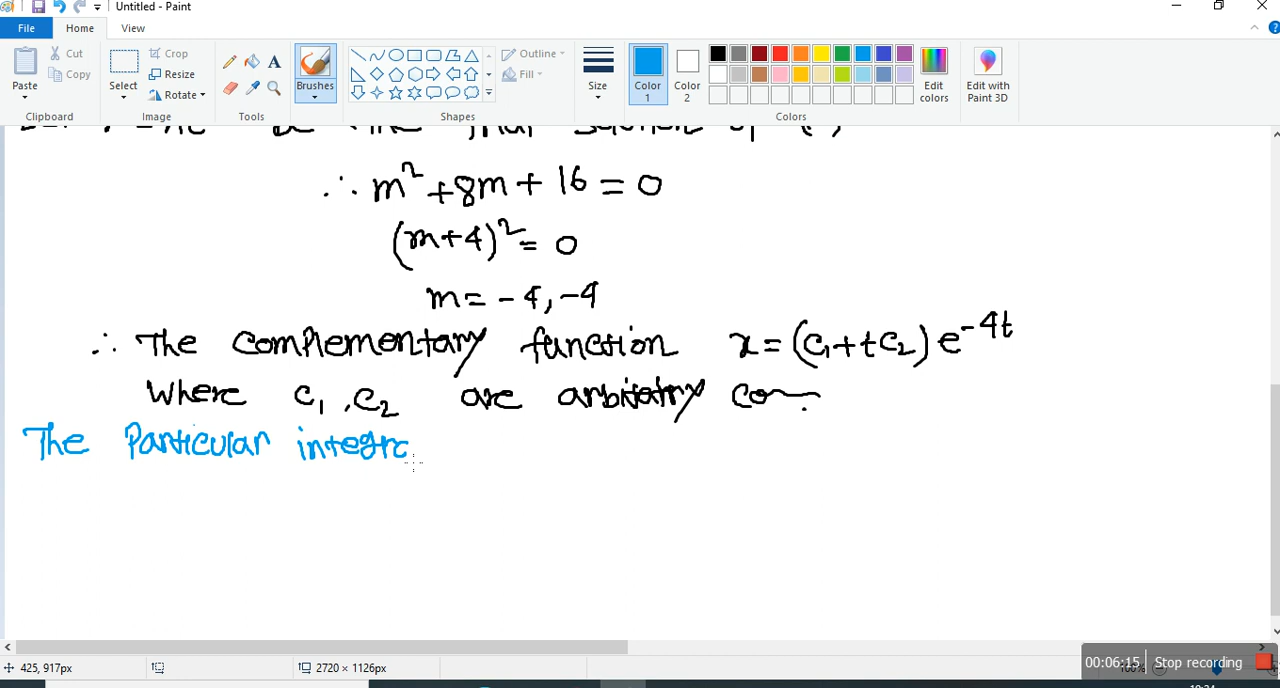 Untitled - Paint
File Home View
Paste
Cut
Copy
Clipboard
Select
Crop
Resize
Rotate
Image
Tools
Brushes
Outline
Fill
Shapes
Size
Color 1
Color 2
Edit colors
Colors
Edit with Paint 3D
∴ m² + 8m + 16 = 0
(m+4)² = 0
m = -4, -4
∴ The complementary function x = (c₁ + t c₂) e^{-4t}
Where c₁, c₂ are
The Particular integra
425, 917px
2720 × 1126px
100%
00:06:15 Stop recording